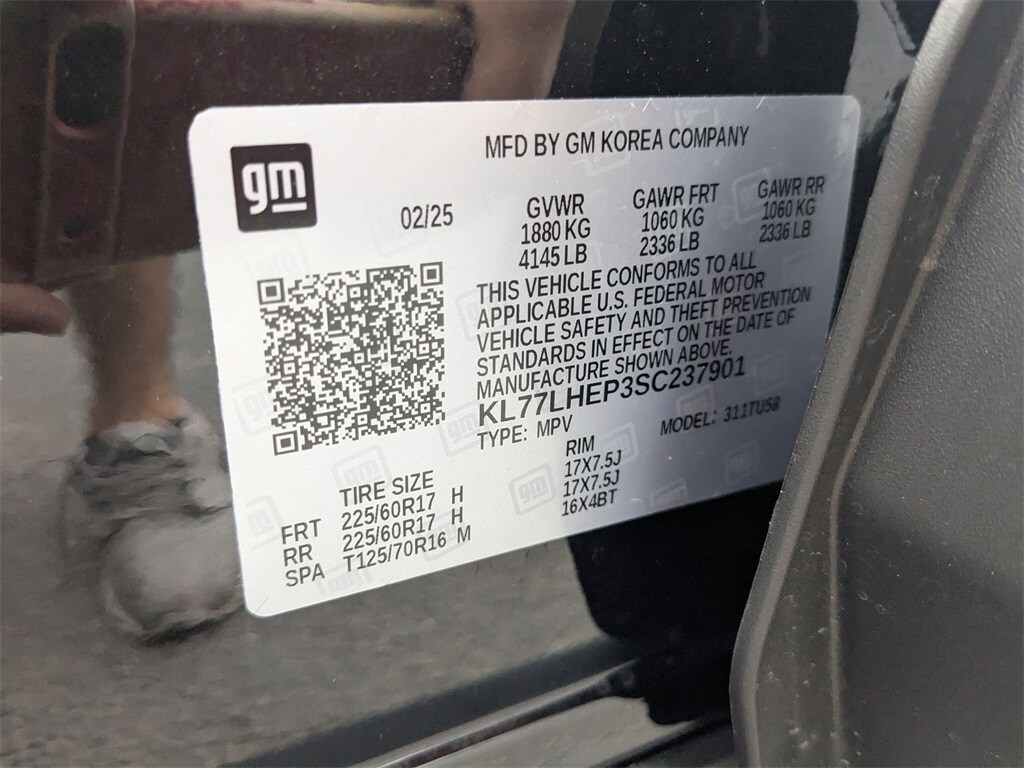 gm
MFD BY GM KOREA COMPANY
02/25
GVWR
1880 KG
4145 LB
GAWR FRT
1060 KG
2336 LB
GAWR RR
1060 KG
2336 LB
THIS VEHICLE CONFORMS TO ALL
APPLICABLE U.S. FEDERAL MOTOR
VEHICLE SAFETY AND THEFT PREVENTION
STANDARDS IN EFFECT ON THE DATE OF
MANUFACTURE SHOWN ABOVE.
KL77LHEP3SC237901
TYPE: MPV
MODEL: 311TU58
TIRE SIZE
RIM
FRT 225/60R17 H 17X7.5J
RR 225/60R17 H 17X7.5J
SPA T125/70R16 M 16X4BT